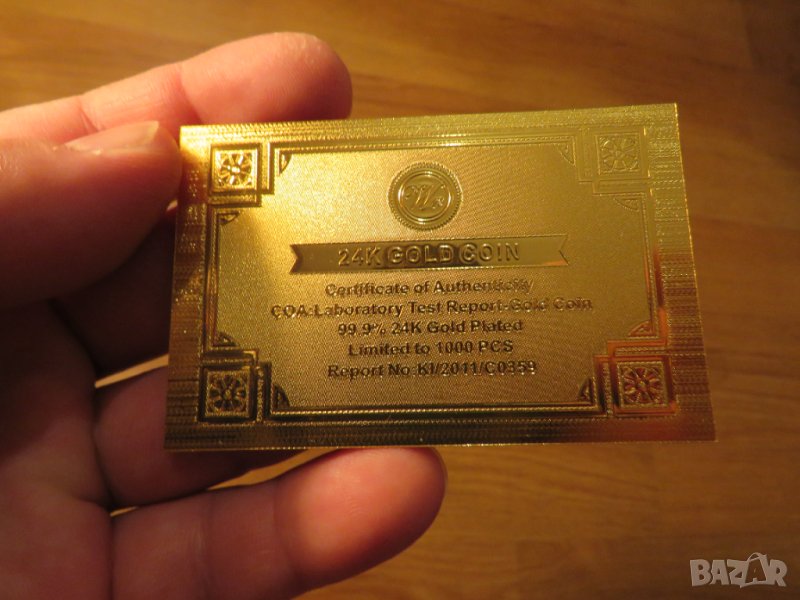 24K GOLD COIN
Certificate of Authenticity
COA:Laboratory Test Report-Gold Coin
99.9% 24K Gold Plated
Limited to 1000 PCS
Report No:KI/2011/C0359
BAZAR